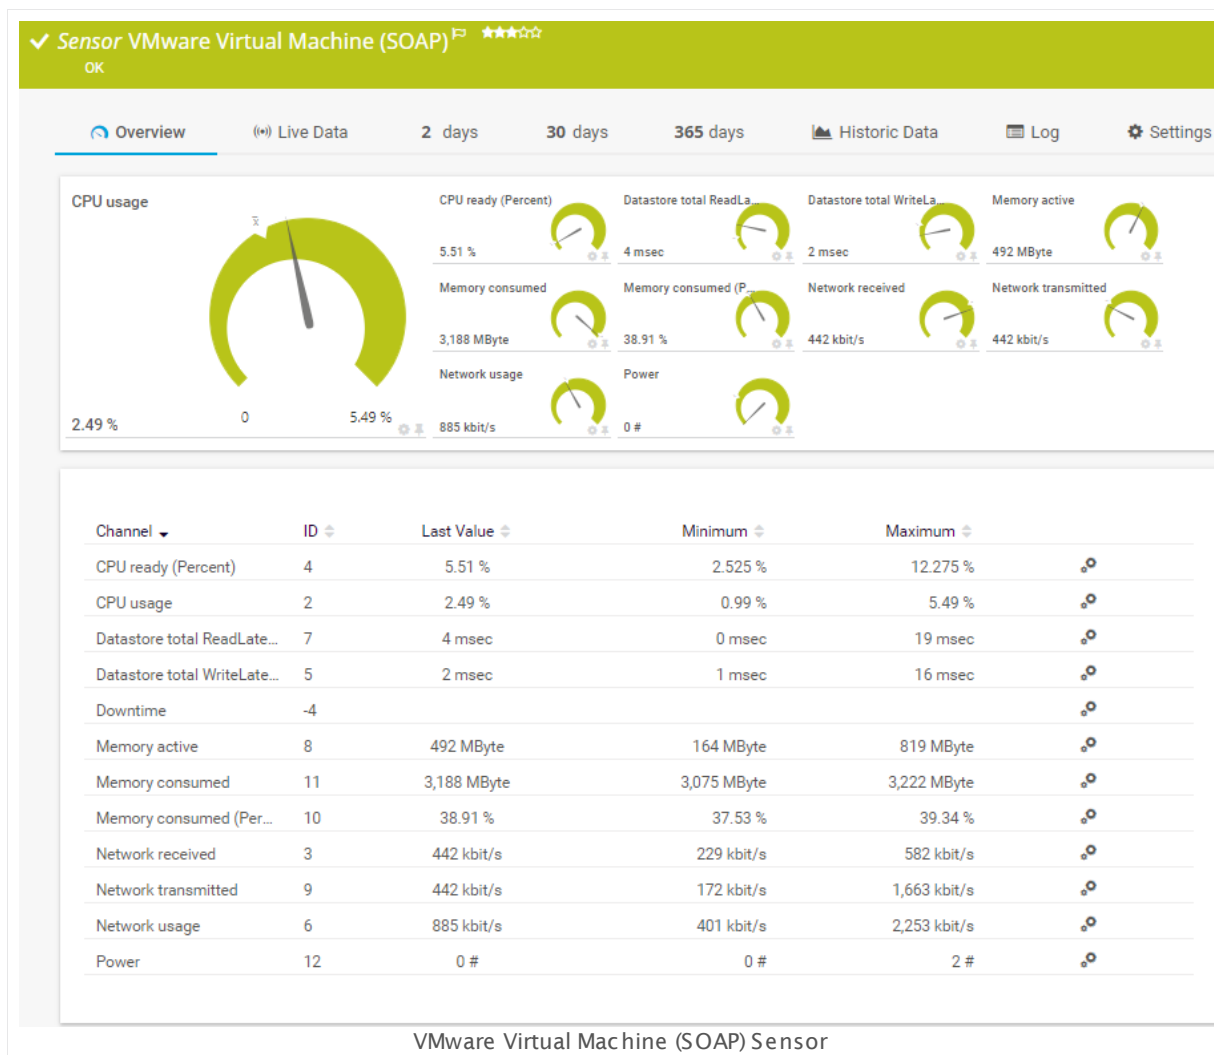 Sensor VMware Virtual Machine (SOAP)
OK
Overview Live Data 2 days 30 days 365 days Historic Data Log Settings
CPU usage
x̄
2.49 %
0
5.49 %
CPU ready (Percent)
5.51 %
Datastore total ReadLa...
4 msec
Datastore total WriteLa...
2 msec
Memory active
492 MByte
Memory consumed
3,188 MByte
Memory consumed (P...
38.91 %
Network received
442 kbit/s
Network transmitted
442 kbit/s
Network usage
885 kbit/s
Power
0 #
Channel ID Last Value Minimum Maximum
CPU ready (Percent) 4 5.51 % 2.525 % 12.275 %
CPU usage 2 2.49 % 0.99 % 5.49 %
Datastore total ReadLate... 7 4 msec 0 msec 19 msec
Datastore total WriteLate... 5 2 msec 1 msec 16 msec
Downtime -4
Memory active 8 492 MByte 164 MByte 819 MByte
Memory consumed 11 3,188 MByte 3,075 MByte 3,222 MByte
Memory consumed (Per... 10 38.91 % 37.53 % 39.34 %
Network received 3 442 kbit/s 229 kbit/s 582 kbit/s
Network transmitted 9 442 kbit/s 172 kbit/s 1,663 kbit/s
Network usage 6 885 kbit/s 401 kbit/s 2,253 kbit/s
Power 12 0 # 0 # 2 #
VMware Virtual Machine (SOAP) Sensor